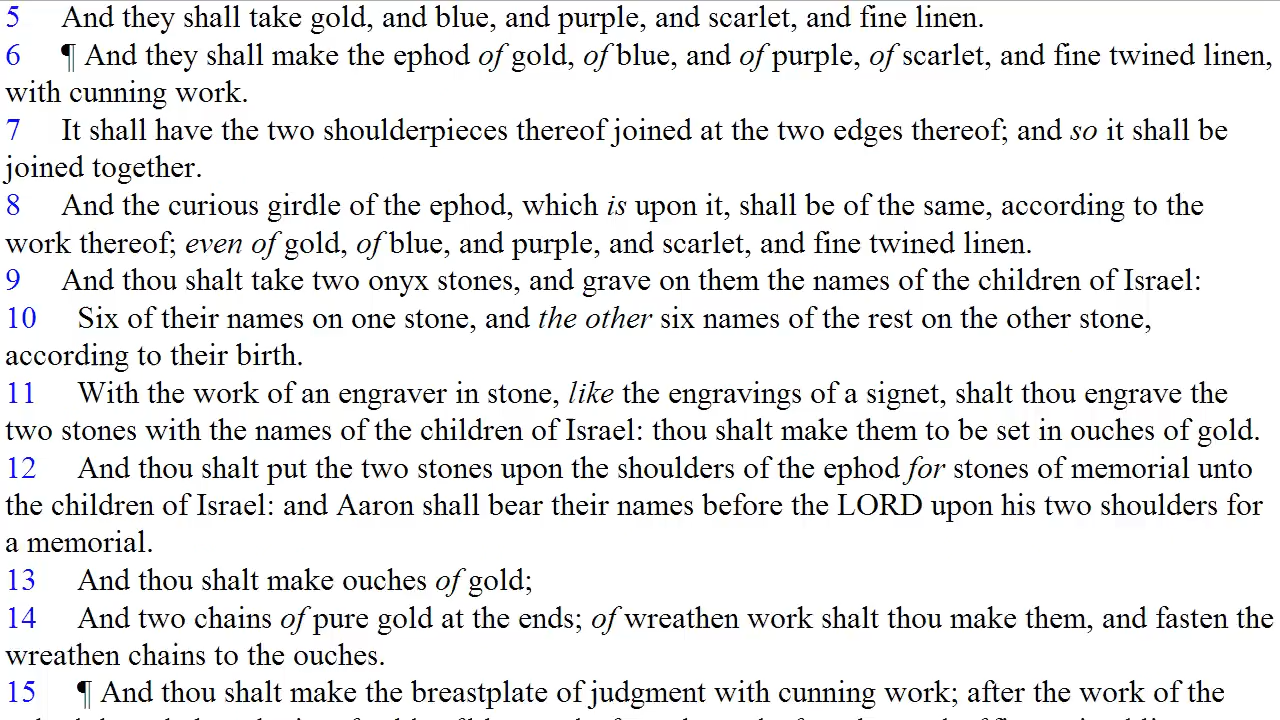 5 And they shall take gold, and blue, and purple, and scarlet, and fine linen.
6 ¶ And they shall make the ephod of gold, of blue, and of purple, of scarlet, and fine twined linen,
with cunning work.
7 It shall have the two shoulderpieces thereof joined at the two edges thereof; and so it shall be
joined together.
8 And the curious girdle of the ephod, which is upon it, shall be of the same, according to the
work thereof; even of gold, of blue, and purple, and scarlet, and fine twined linen.
9 And thou shalt take two onyx stones, and grave on them the names of the children of Israel:
10 Six of their names on one stone, and the other six names of the rest on the other stone,
according to their birth.
11 With the work of an engraver in stone, like the engravings of a signet, shalt thou engrave the
two stones with the names of the children of Israel: thou shalt make them to be set in ouches of gold.
12 And thou shalt put the two stones upon the shoulders of the ephod for stones of memorial unto
the children of Israel: and Aaron shall bear their names before the LORD upon his two shoulders for
a memorial.
13 And thou shalt make ouches of gold;
14 And two chains of pure gold at the ends; of wreathen work shalt thou make them, and fasten the
wreathen chains to the ouches.
15 ¶ And thou shalt make the breastplate of judgment with cunning work; after the work of the